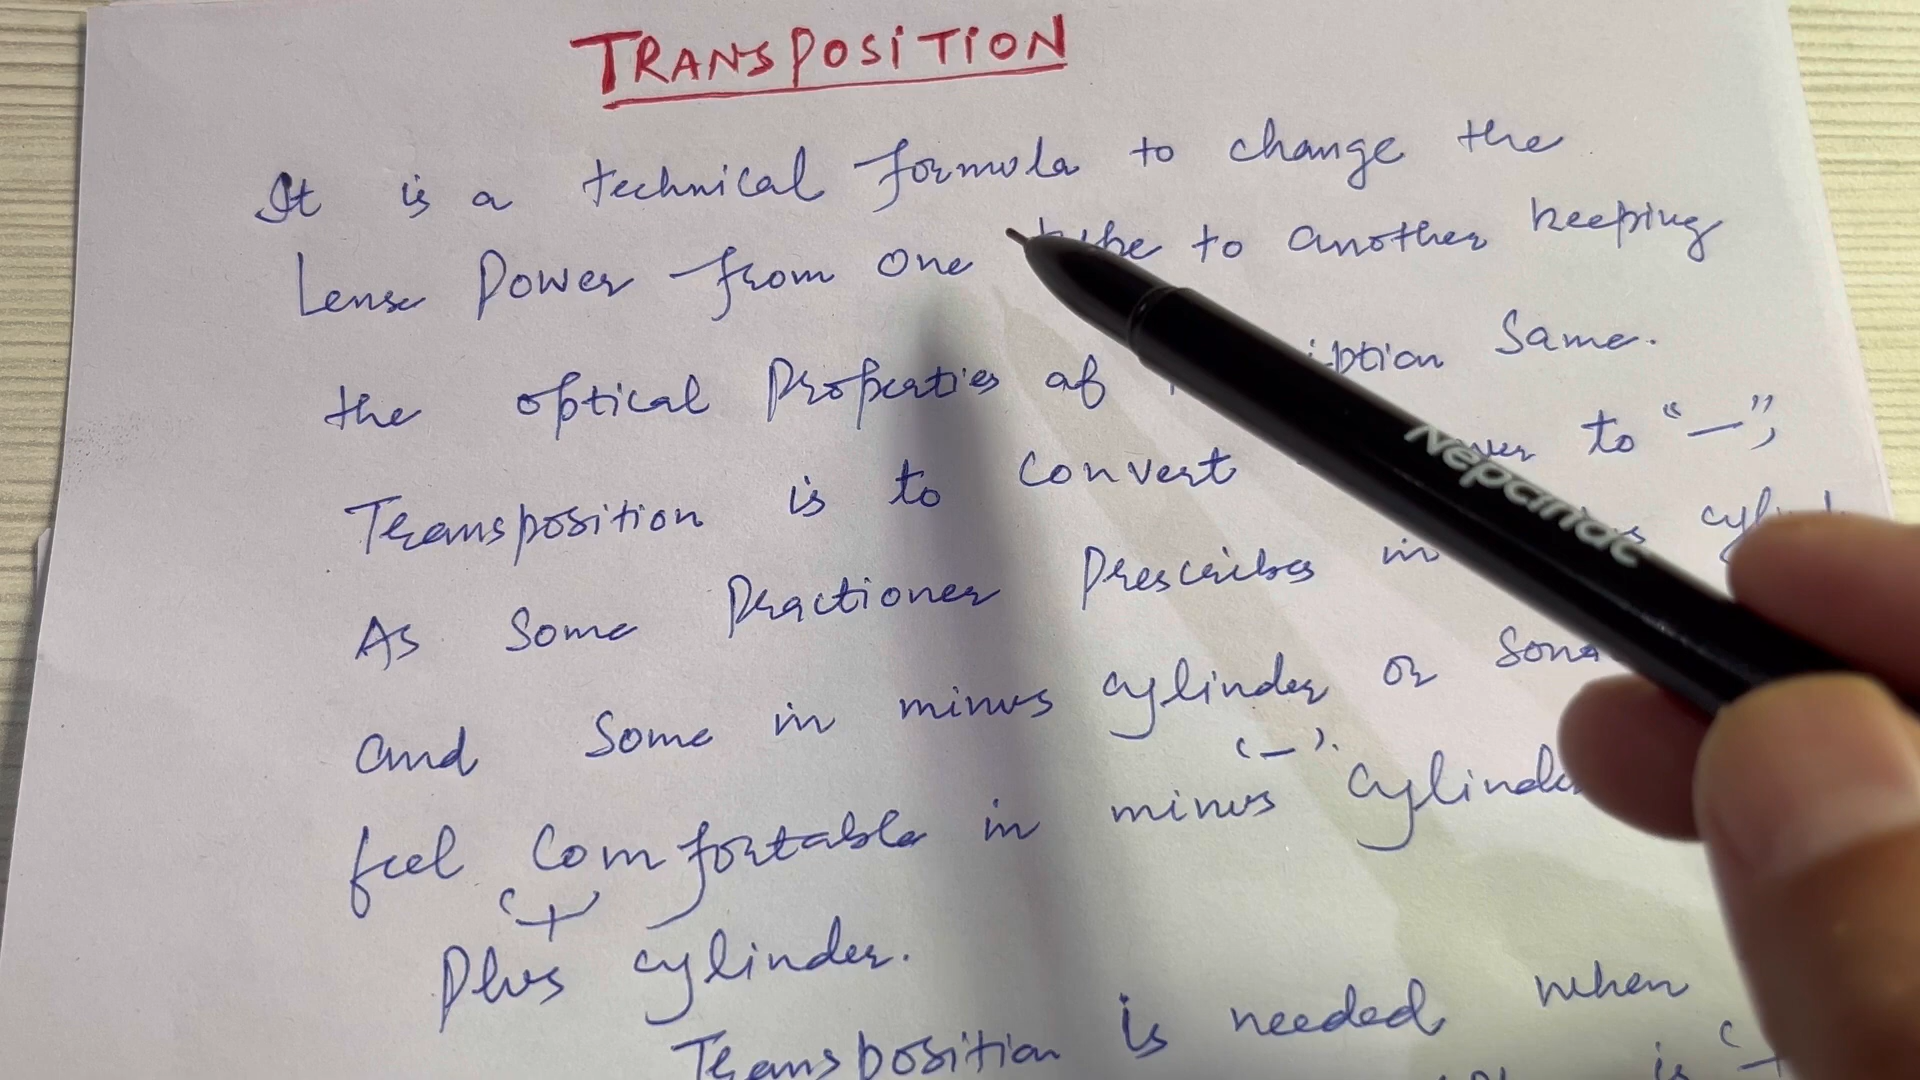 TRANSPOSITION
It is a technical formula to change the
Lense Power from one to another keeping
the optical Properties of same.
Transposition is to convert to "—",
As some Practioner Prescribes in
and some in minus cylinder or
(-).
feel comfortable in minus
(+)
Plus cylinder.
Transposition is needed when
is